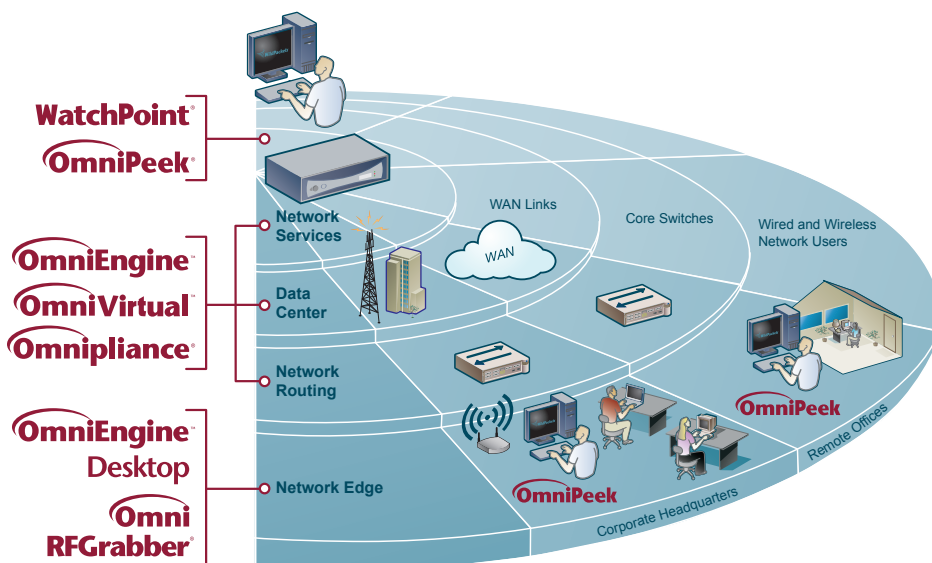 WatchPoint®
OmniPeek®
OmniEngine™
OmniVirtual™
Omnipliance®
OmniEngine™
Desktop
Omni
RFGrabber®
Network
Services
Data
Center
Network
Routing
Network Edge
WAN Links
WAN
Core Switches
Wired and Wireless
Network Users
OmniPeek
OmniPeek
Corporate Headquarters
Remote Offices